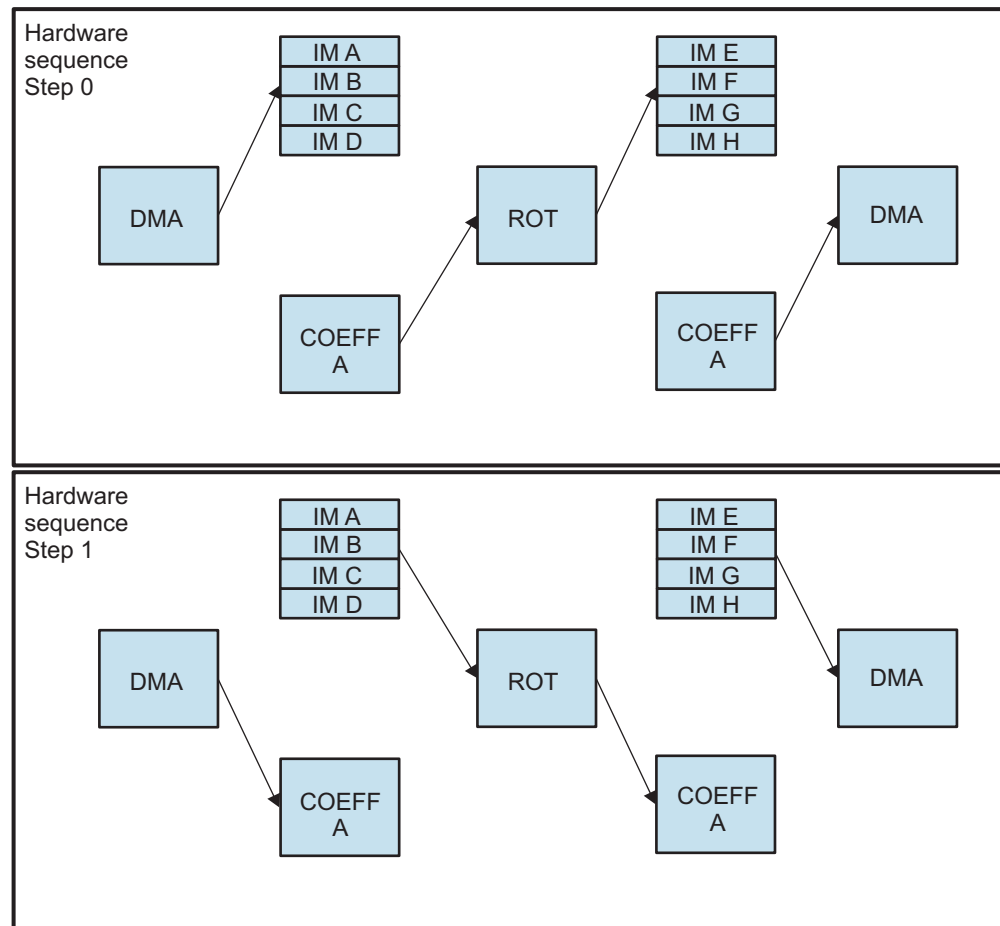 Hardware
sequence
Step 0
IM A
IM B
IM C
IM D
IM E
IM F
IM G
IM H
DMA
ROT
DMA
COEFF
A
COEFF
A
Hardware
sequence
Step 1
IM A
IM B
IM C
IM D
IM E
IM F
IM G
IM H
DMA
ROT
DMA
COEFF
A
COEFF
A